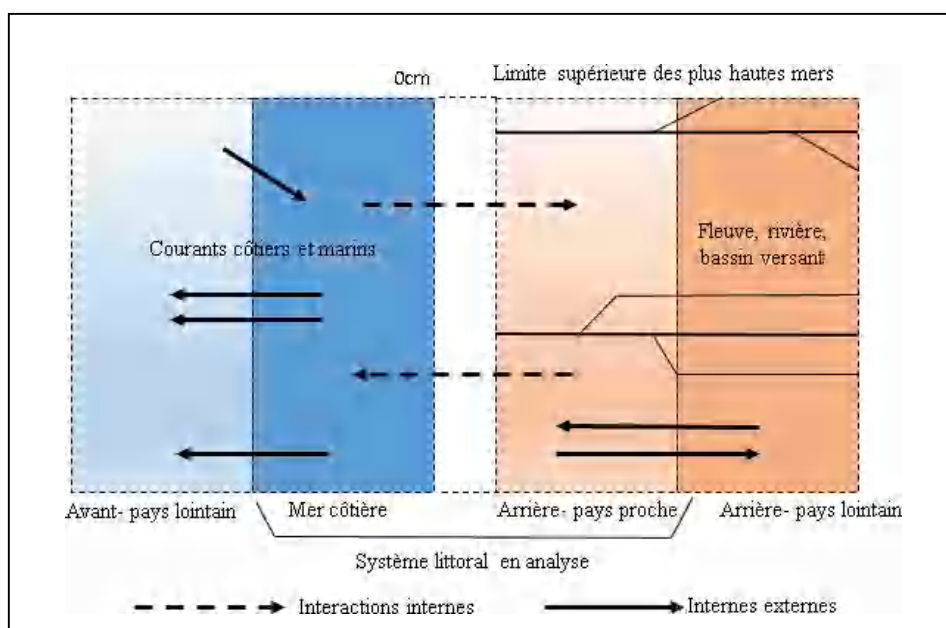 0cm
Limite supérieure des plus hautes mers
Fleuve, rivière,
bassin versant
Courants côtiers et marins
Avant- pays lointain
Mer côtière
Arrière- pays proche
Arrière- pays lointain
Système littoral en analyse
Interactions internes
Internes externes